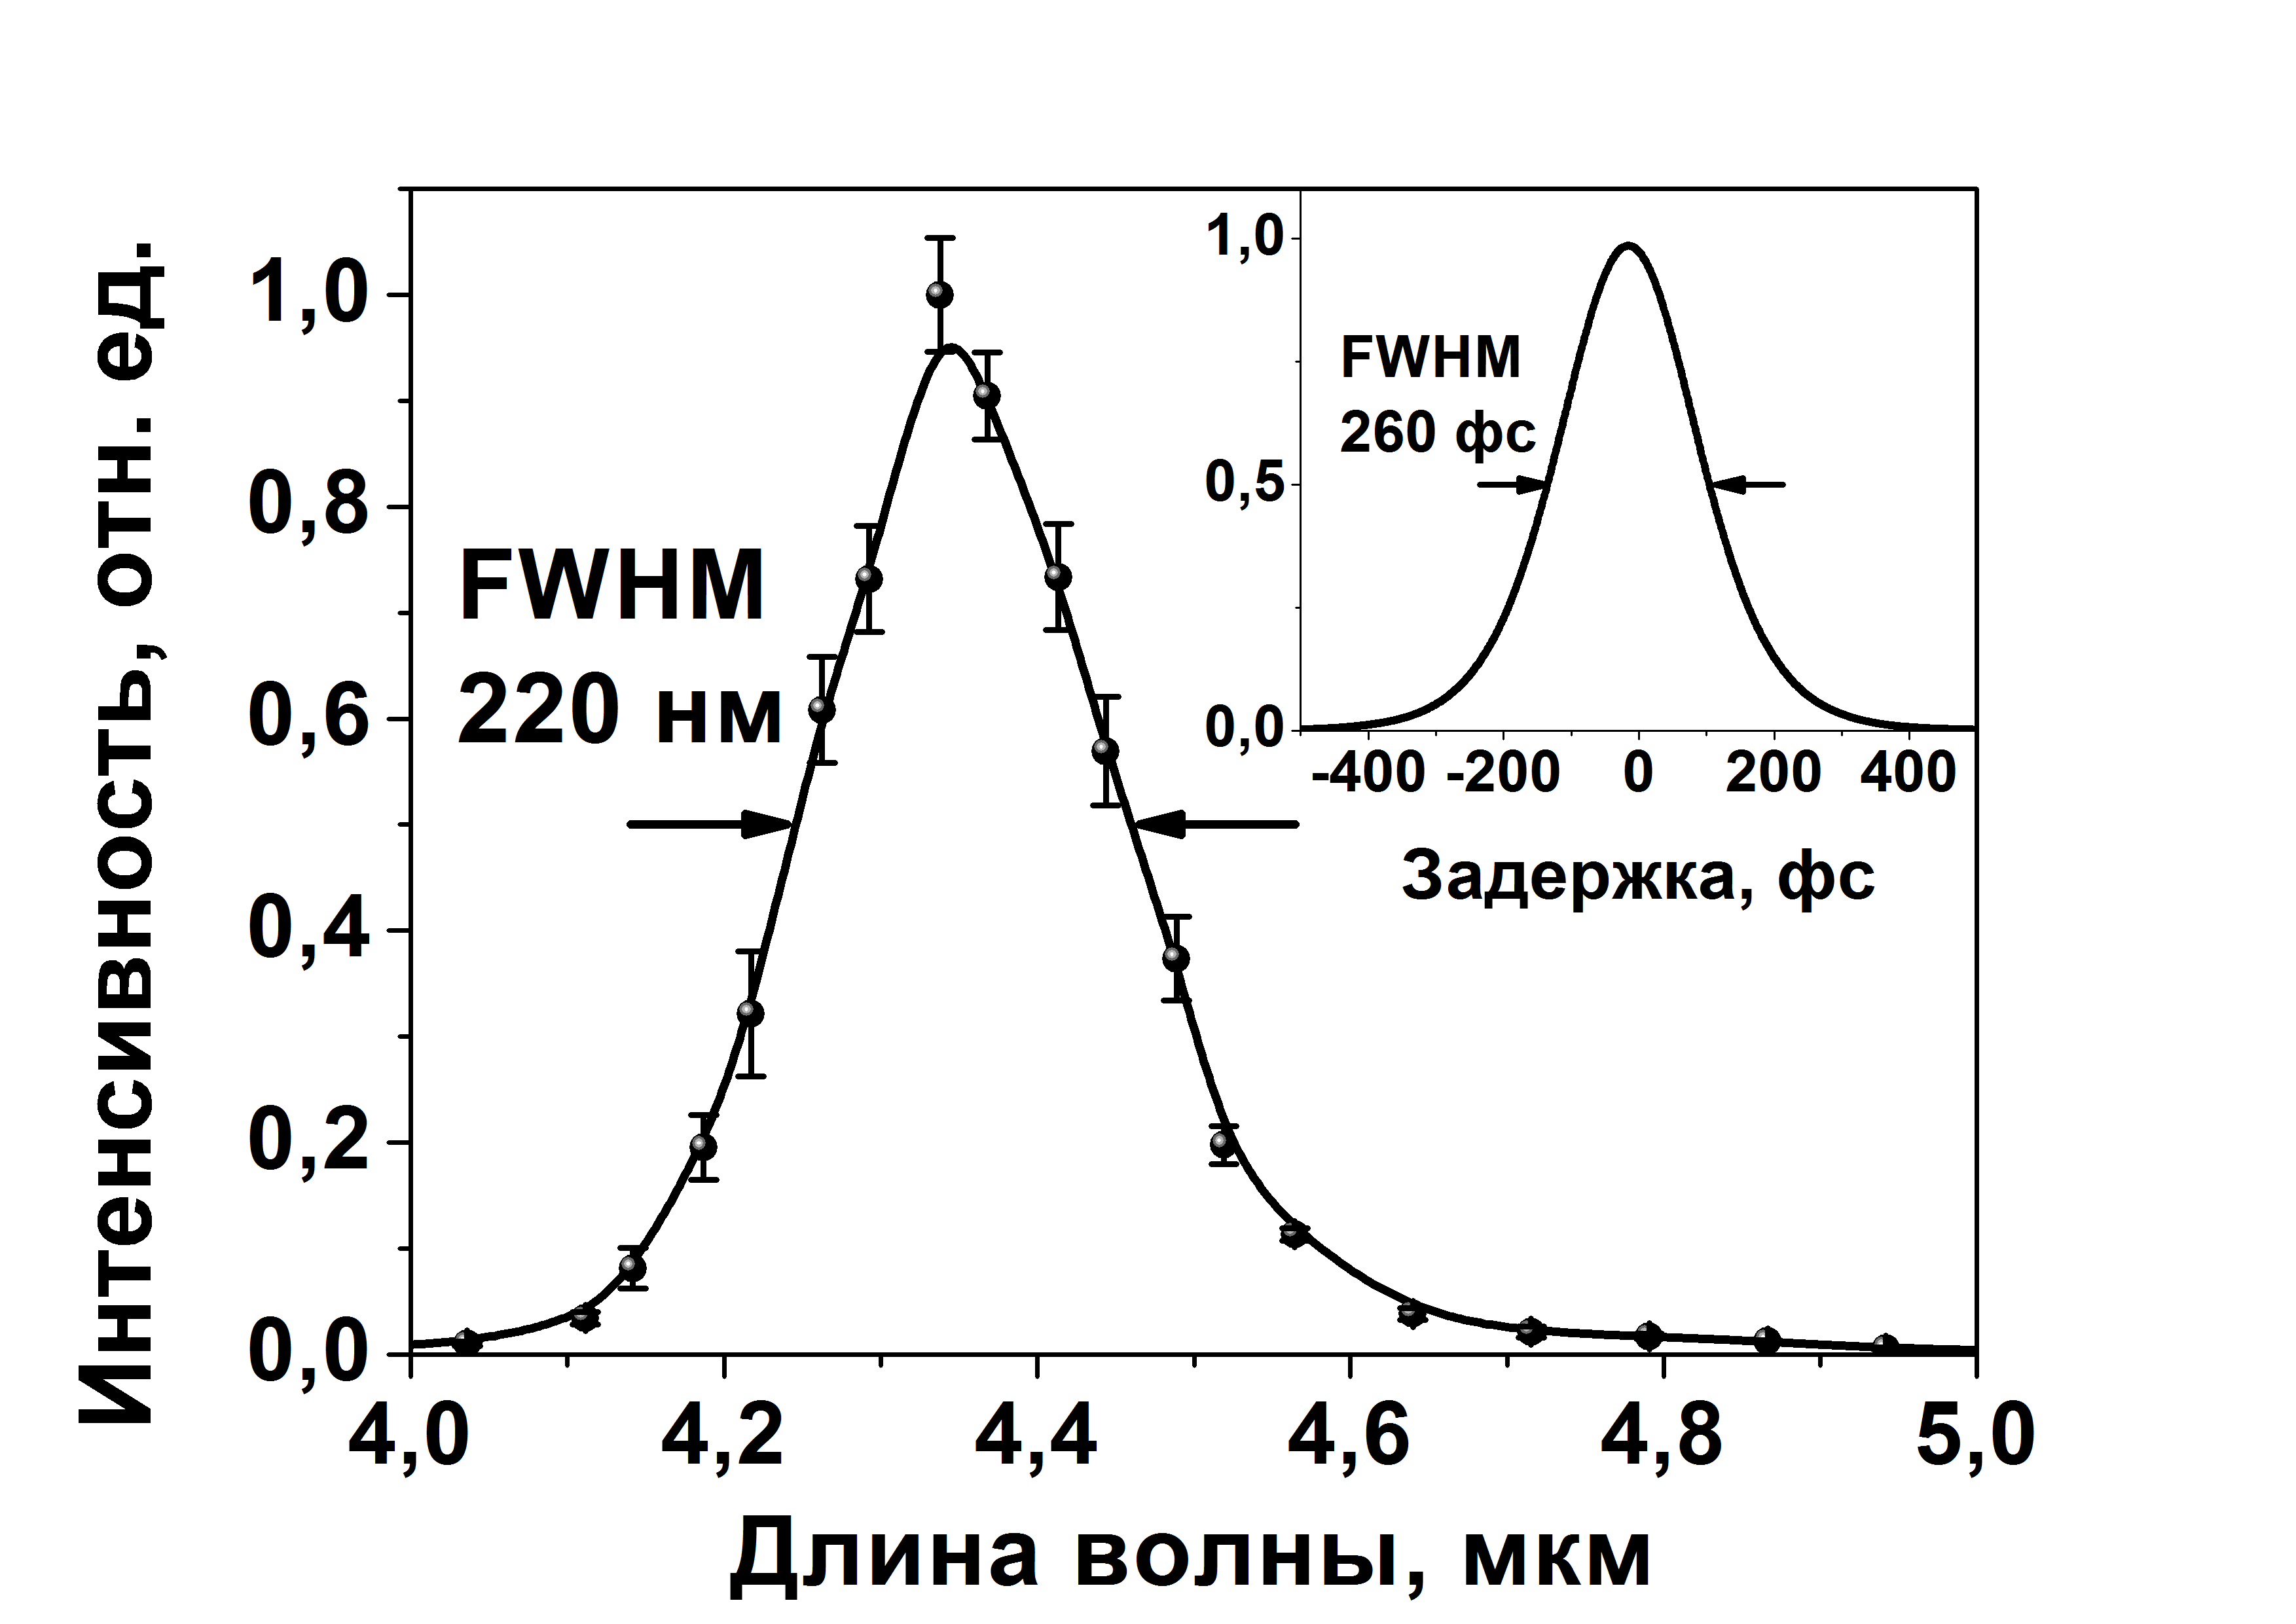 Интенсивность, отн. ед.
1,0
0,8
0,6
0,4
0,2
0,0
FWHM
220 нм
4,0
4,2
4,4
4,6
4,8
5,0
Длина волны, мкм
1,0
0,5
0,0
FWHM
260 фс
-400
-200
0
200
400
Задержка, фс